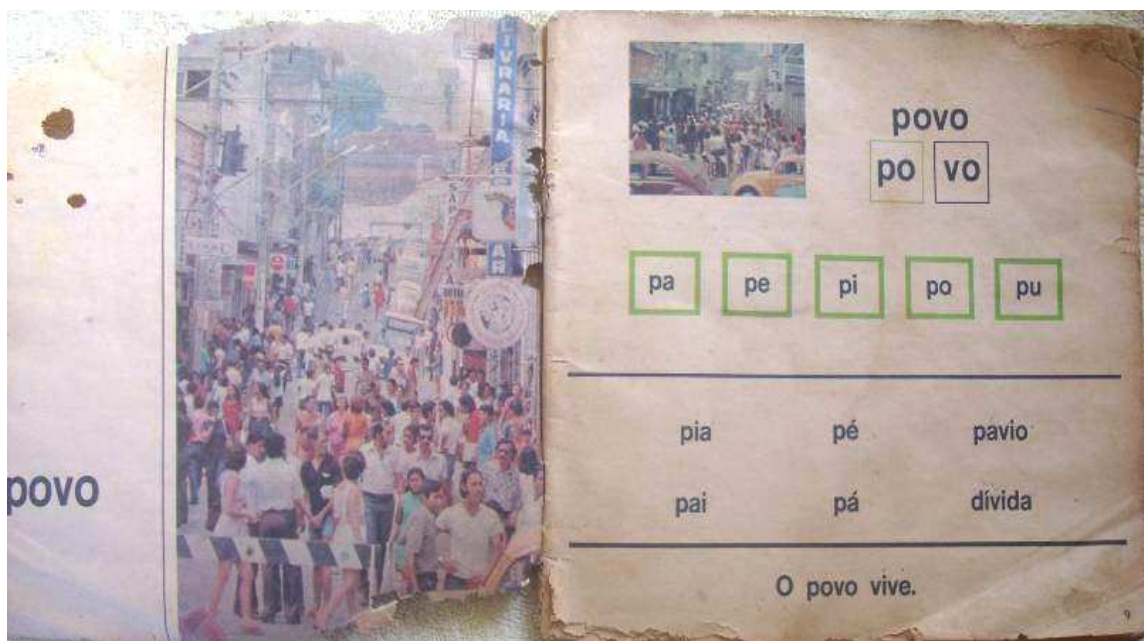 povo
LIVRARIA
povo
po vo
pa pe pi po pu
pia pé pavio
pai pá dívida
O povo vive.
9